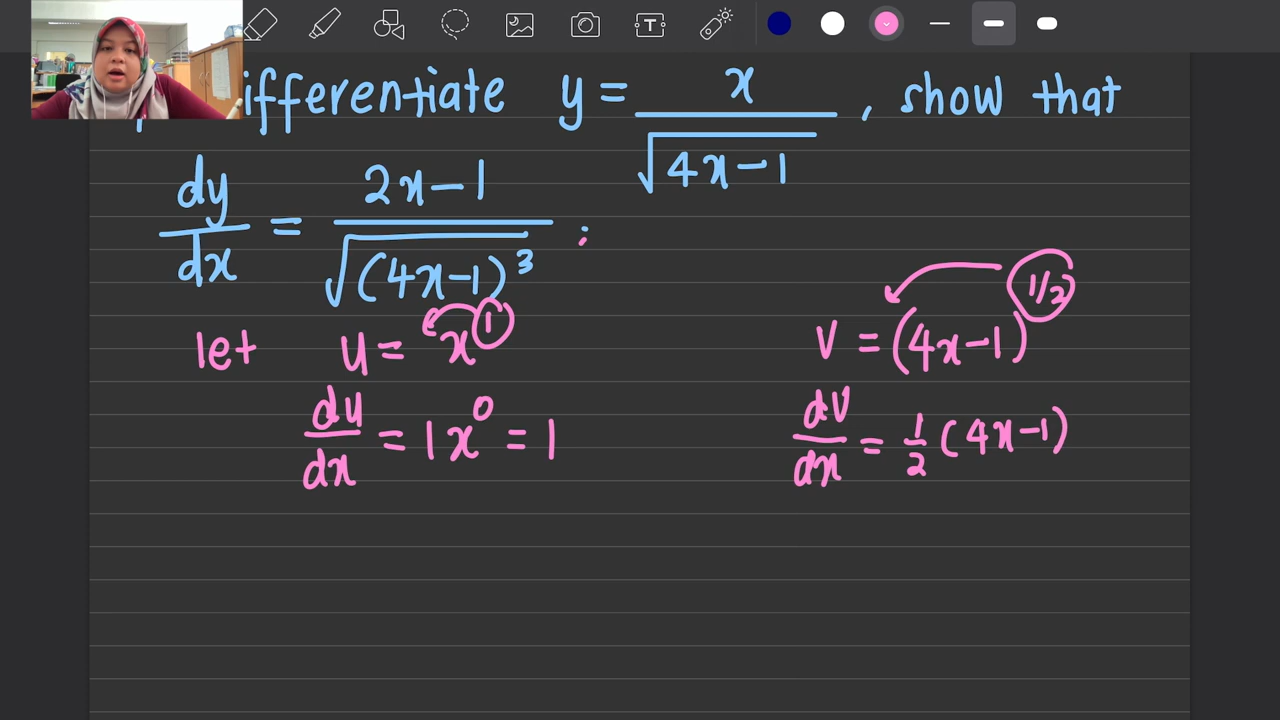 ifferentiate y = x/√(4x-1) , show that
dy/dx = 2x-1/√((4x-1)³) :
let u = x¹ v = (4x-1)^1/2
du/dx = 1x⁰ = 1 dv/dx = 1/2 (4x-1)